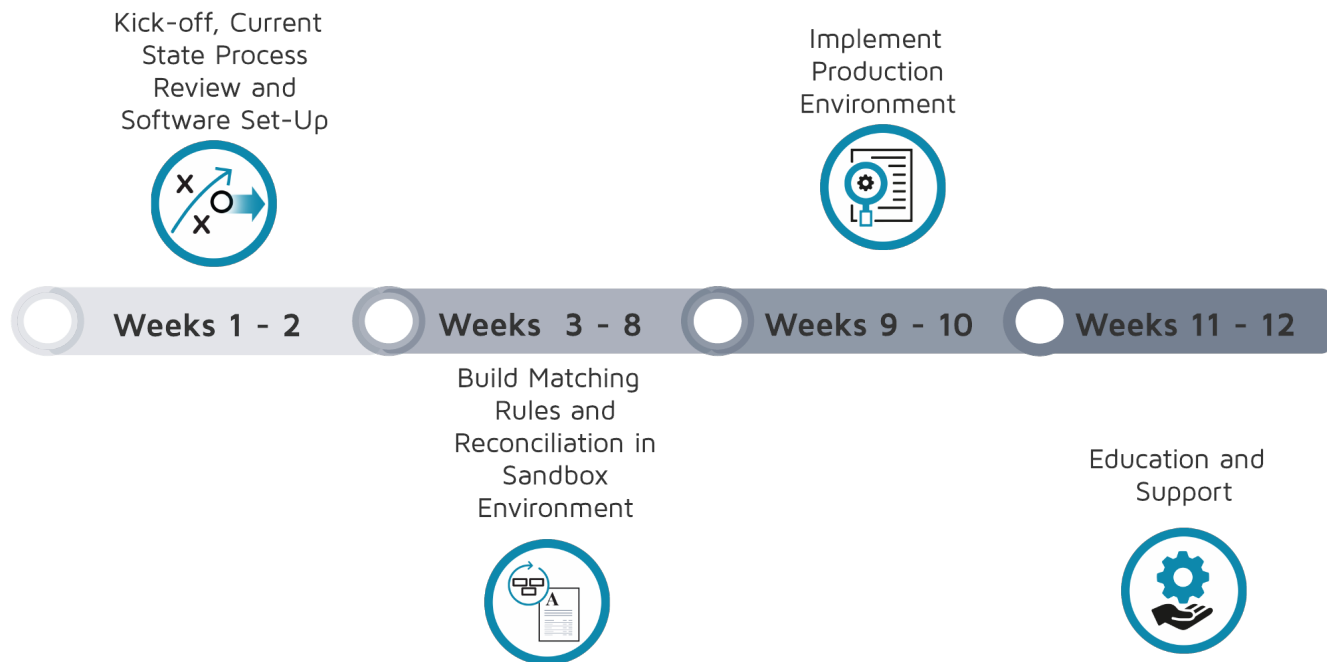 Kick-off, Current
State Process
Review and
Software Set-Up
Implement
Production
Environment
Weeks 1 - 2
Weeks 3 - 8
Weeks 9 - 10
Weeks 11 - 12
Build Matching
Rules and
Reconciliation in
Sandbox
Environment
A
Education and
Support